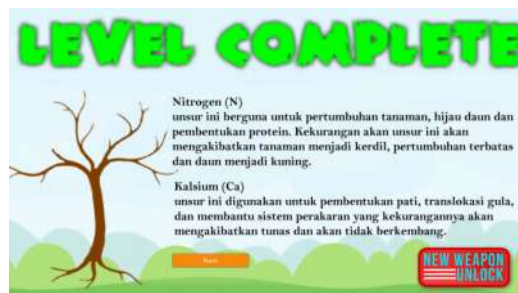 LEVEL COMPLETE
Nitrogen (N)
unsur ini berguna untuk pertumbuhan tanaman, hijau daun dan
pembentukan protein. Kekurangan akan unsur ini akan
mengakibatkan tanaman menjadi kerdil, pertumbuhan terbatas
dan daun menjadi kuning.
Kalsium (Ca)
unsur ini digunakan untuk pembentukan pati, translokasi gula,
dan membantu sistem perakaran yang kekurangannya akan
mengakibatkan tunas dan akan tidak berkembang.
Next
NEW WEAPON
UNLOCK